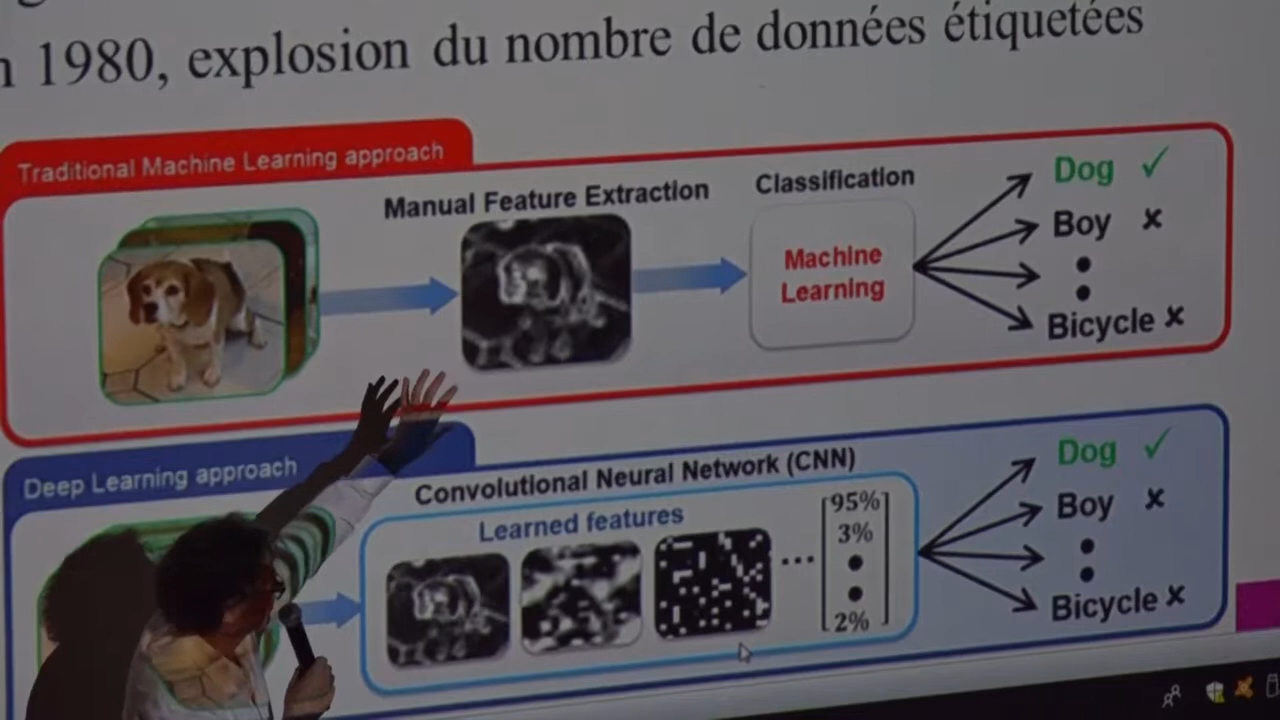 1980, explosion du nombre de données étiquetées
Traditional Machine Learning approach
Manual Feature Extraction
Classification
Machine
Learning
Dog ✓
Boy ✗
Bicycle ✗
Deep Learning approach
Convolutional Neural Network (CNN)
Learned features
...
95%
3%
2%
Dog ✓
Boy ✗
Bicycle ✗